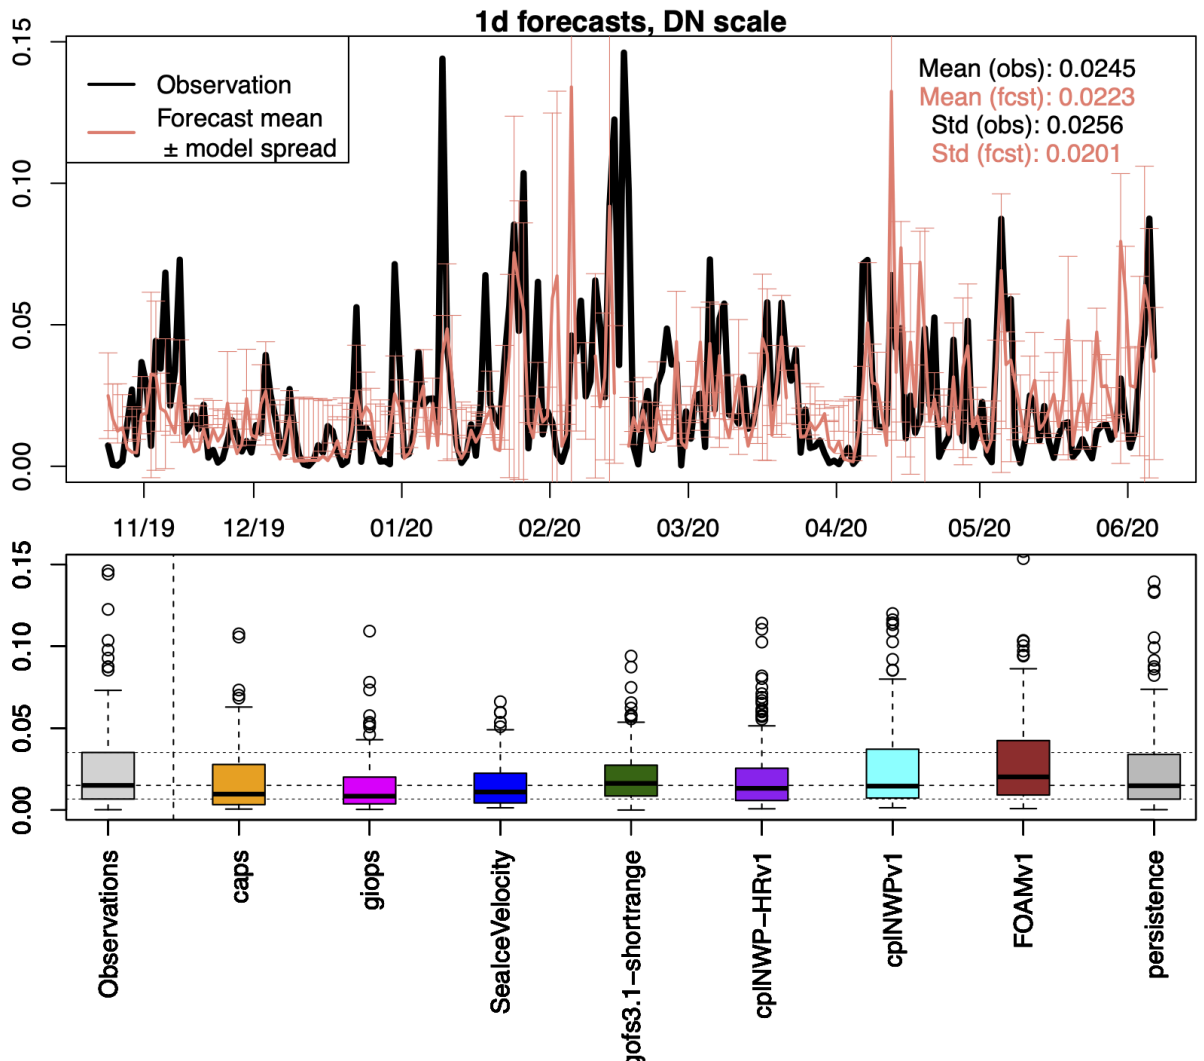 1d forecasts, DN scale
0.15
0.10
0.05
0.00
Observation
Forecast mean
± model spread
Mean (obs): 0.0245
Mean (fcst): 0.0223
Std (obs): 0.0256
Std (fcst): 0.0201
11/19 12/19 01/20 02/20 03/20 04/20 05/20 06/20
0.15
0.10
0.05
0.00
Observations
caps
giops
SeaIceVelocity
gofs3.1−shortrange
cplNWP−HRv1
cplNWPv1
FOAMv1
persistence